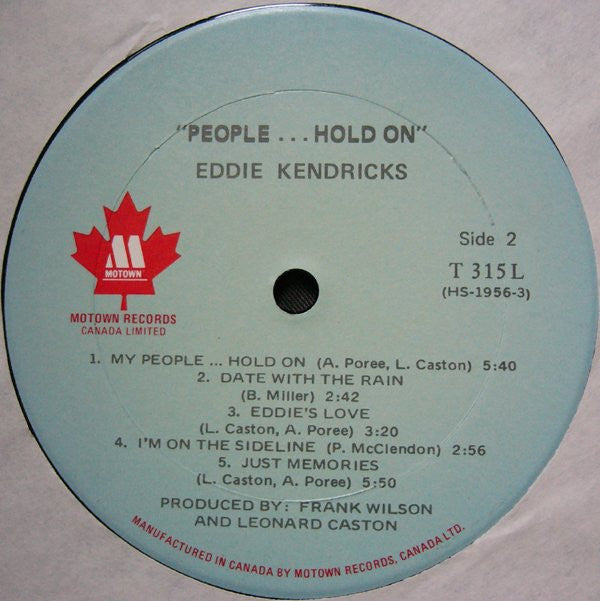 "PEOPLE ... HOLD ON"
EDDIE KENDRICKS
Side 2
T 315 L
(HS-1956-3)
M
MOTOWN
MOTOWN RECORDS
CANADA LIMITED
1. MY PEOPLE ... HOLD ON (A. Poree, L. Caston) 5:40
2. DATE WITH THE RAIN
(B. Miller) 2:42
3. EDDIE'S LOVE
(L. Caston, A. Poree) 3:20
4. I'M ON THE SIDELINE (P. McClendon) 2:56
5. JUST MEMORIES
(L. Caston, A. Poree) 5:50
PRODUCED BY: FRANK WILSON
AND LEONARD CASTON
MANUFACTURED IN CANADA BY MOTOWN RECORDS, CANADA LTD.